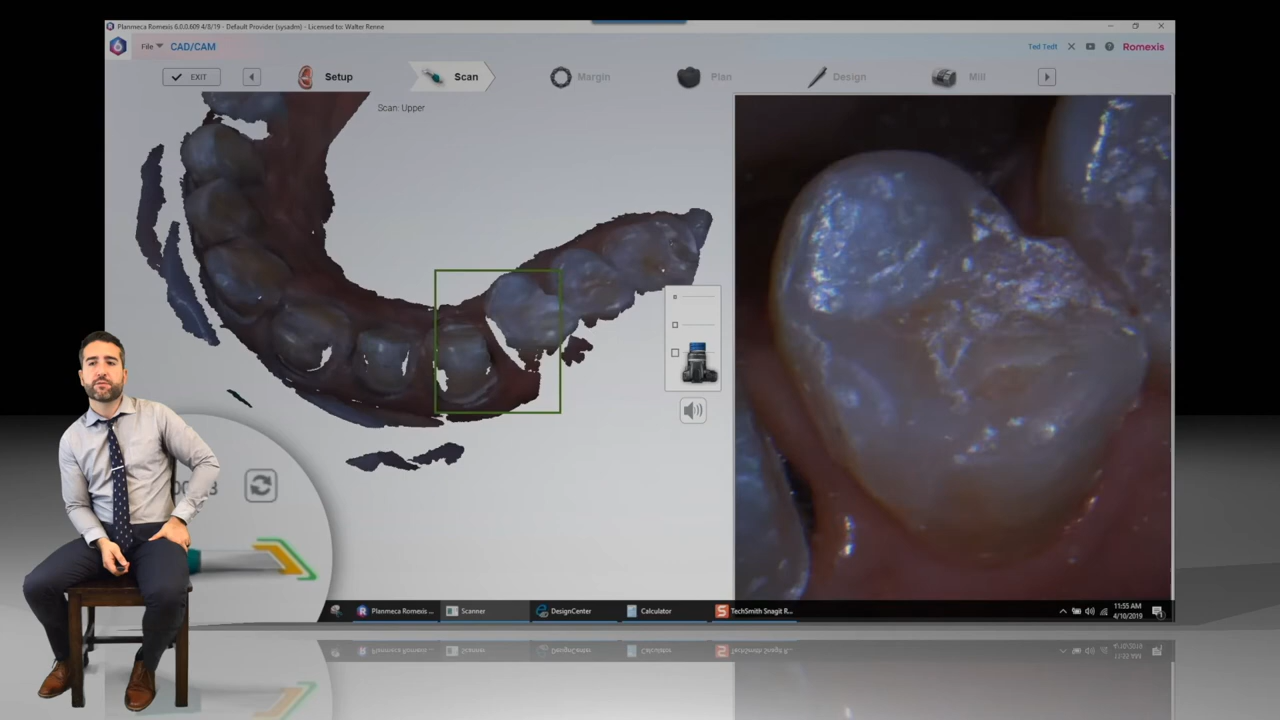 Planmeca Romexis 6.0.0.609 4/8/19 - Default Provider (sysadm) - Licensed to: Walter Renne
File CAD/CAM Ted Tedt Romexis
EXIT Setup Scan Margin Plan Design Mill
Scan: Upper
Planmeca Romexis ... Scanner DesignCenter Calculator TechSmith Snagit R...
11:55 AM
4/10/2019